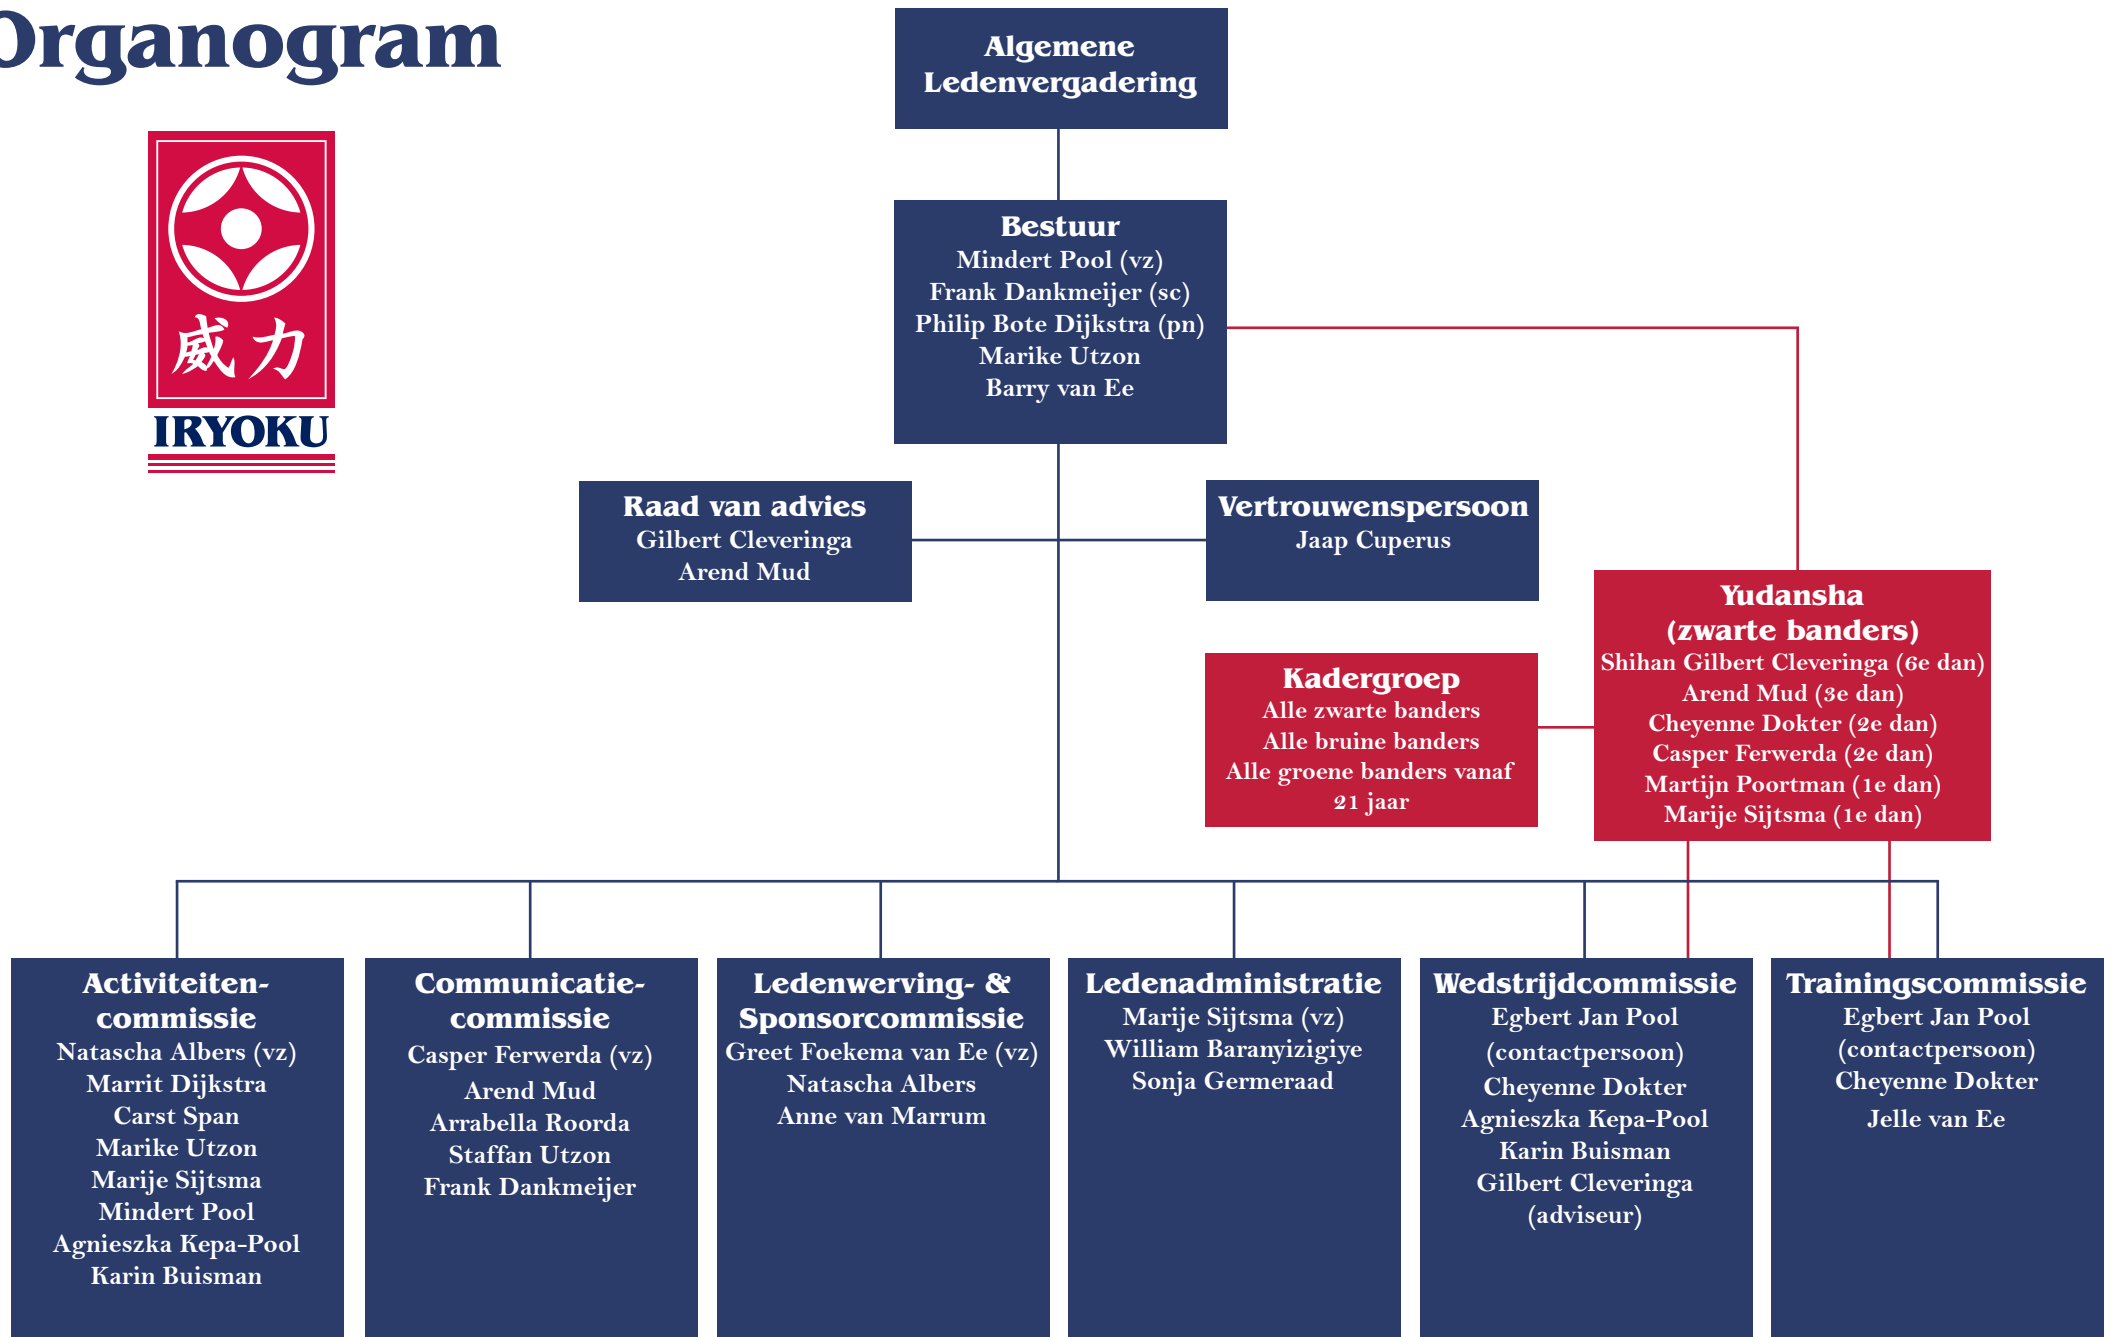 Organogram
威力
IRYOKU
Algemene
Ledenvergadering
Bestuur
Mindert Pool (vz)
Frank Dankmeijer (sc)
Philip Bote Dijkstra (pn)
Marike Utzon
Barry van Ee
Raad van advies
Gilbert Cleveringa
Arend Mud
Vertrouwenspersoon
Jaap Cuperus
Yudansha
(zwarte banders)
Shihan Gilbert Cleveringa (6e dan)
Arend Mud (3e dan)
Cheyenne Dokter (2e dan)
Casper Ferwerda (2e dan)
Martijn Poortman (1e dan)
Marije Sijtsma (1e dan)
Kadergroep
Alle zwarte banders
Alle bruine banders
Alle groene banders vanaf
21 jaar
Activiteiten-
commissie
Natascha Albers (vz)
Marrit Dijkstra
Carst Span
Marike Utzon
Marije Sijtsma
Mindert Pool
Agnieszka Kepa-Pool
Karin Buisman
Communicatie-
commissie
Casper Ferwerda (vz)
Arend Mud
Arrabella Roorda
Staffan Utzon
Frank Dankmeijer
Ledenwerving- &
Sponsorcommissie
Greet Foekema van Ee (vz)
Natascha Albers
Anne van Marrum
Ledenadministratie
Marije Sijtsma (vz)
William Baranyizigiye
Sonja Germeraad
Wedstrijdcommissie
Egbert Jan Pool
(contactpersoon)
Cheyenne Dokter
Agnieszka Kepa-Pool
Karin Buisman
Gilbert Cleveringa
(adviseur)
Trainingscommissie
Egbert Jan Pool
(contactpersoon)
Cheyenne Dokter
Jelle van Ee